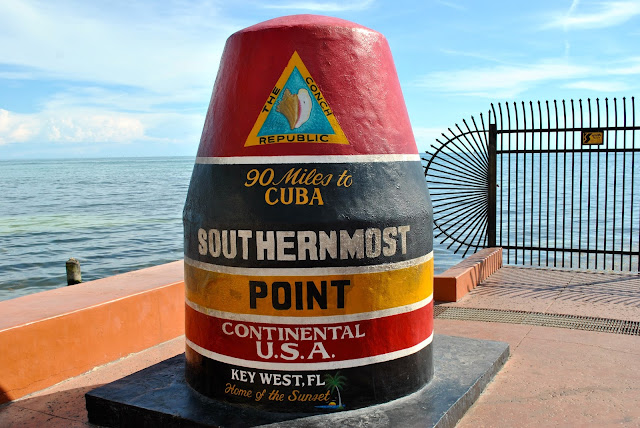 THE CONCH
REPUBLIC
90 Miles to
CUBA
SOUTHERNMOST
POINT
CONTINENTAL
U.S.A.
KEY WEST, FL
Home of the Sunset